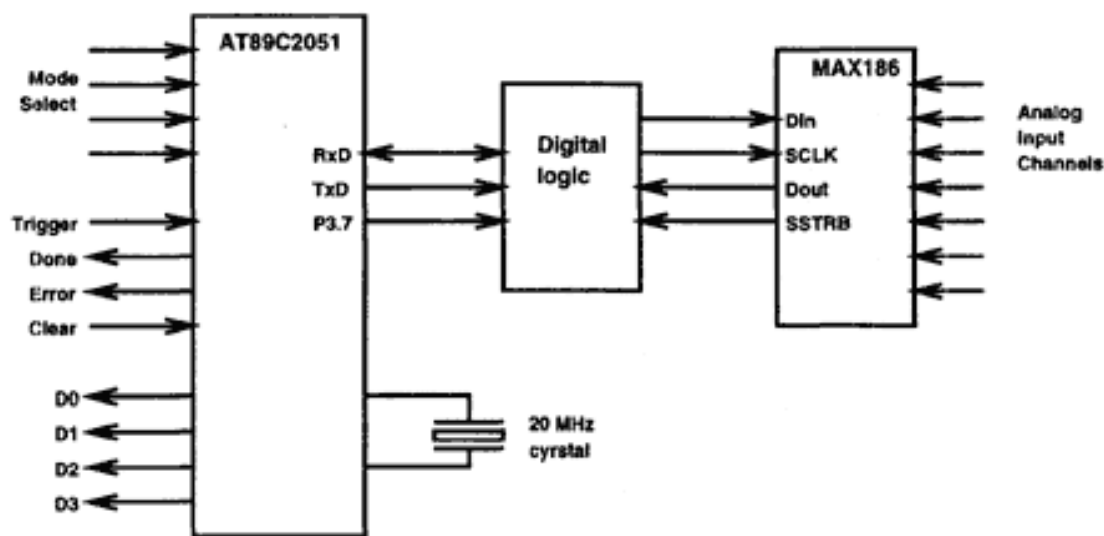 AT89C2051
Mode
Select
Trigger
Done
Error
Clear
D0
D1
D2
D3
RxD
TxD
P3.7
20 MHz
cyrstal
Digital
logic
MAX186
Din
SCLK
Dout
SSTRB
Analog
Input
Channels